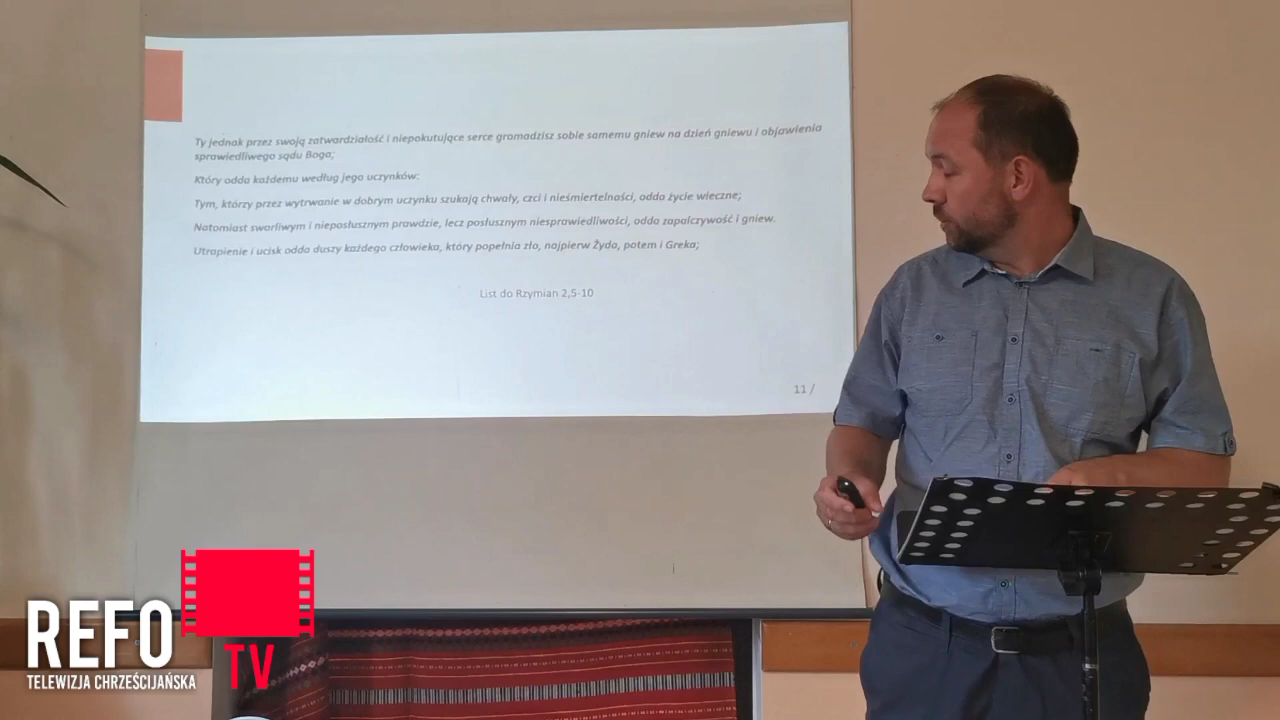 Ty jednak przez swoją zatwardziałość i niepokutujące serce gromadzisz sobie samemu gniew na dzień gniewu i objawienia
sprawiedliwego sądu Boga;
Który odda każdemu według jego uczynków:
Tym, którzy przez wytrwanie w dobrym uczynku szukają chwały, czci i nieśmiertelności, odda życie wieczne;
Natomiast swarliwym i nieposłusznym prawdzie, lecz posłusznym niesprawiedliwości, odda zapalczywość i gniew.
Utrapienie i ucisk odda duszy każdego człowieka, który popełnia zło, najpierw Żyda, potem i Greka;
List do Rzymian 2,5-10
11 /
REFO
TV
TELEWIZJA CHRZEŚCIJAŃSKA